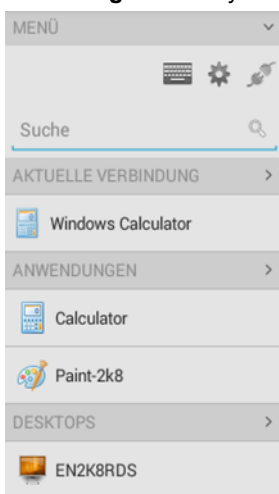 MENÜ
Suche
AKTUELLE VERBINDUNG
Windows Calculator
ANWENDUNGEN
Calculator
Paint-2k8
DESKTOPS
EN2K8RDS